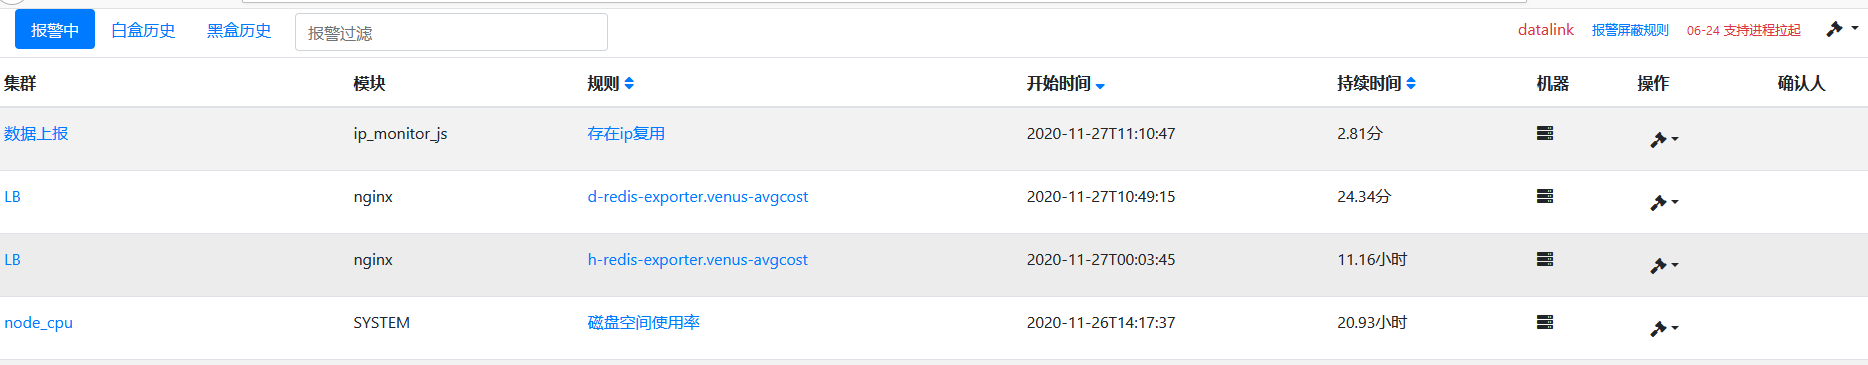 报警中 白盒历史 黑盒历史 报警过滤 datalink 报警屏蔽规则 06-24 支持进程拉起
集群 模块 规则 开始时间 持续时间 机器 操作 确认人
数据上报 ip_monitor_js 存在ip复用 2020-11-27T11:10:47 2.81分
LB nginx d-redis-exporter.venus-avgcost 2020-11-27T10:49:15 24.34分
LB nginx h-redis-exporter.venus-avgcost 2020-11-27T00:03:45 11.16小时
node_cpu SYSTEM 磁盘空间使用率 2020-11-26T14:17:37 20.93小时